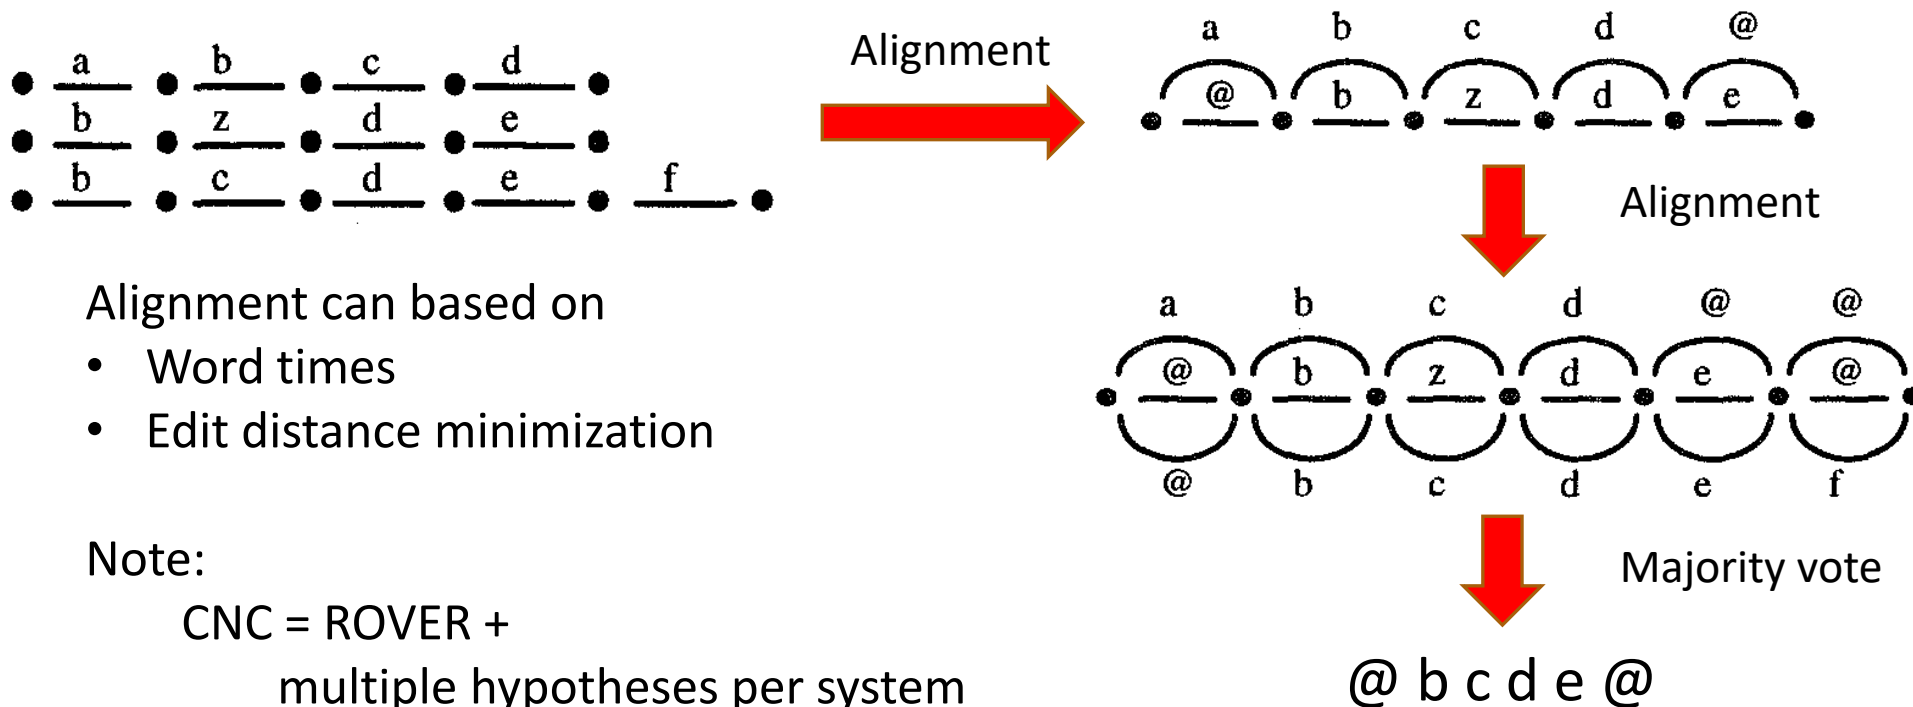 a b c d
b z d e
b c d e f
Alignment
a b c d @
@ b z d e
Alignment
a b c d @ @
@ b z d e @
@ b c d e f
Alignment can based on
• Word times
• Edit distance minimization
Note:
CNC = ROVER +
multiple hypotheses per system
Majority vote
@ b c d e @